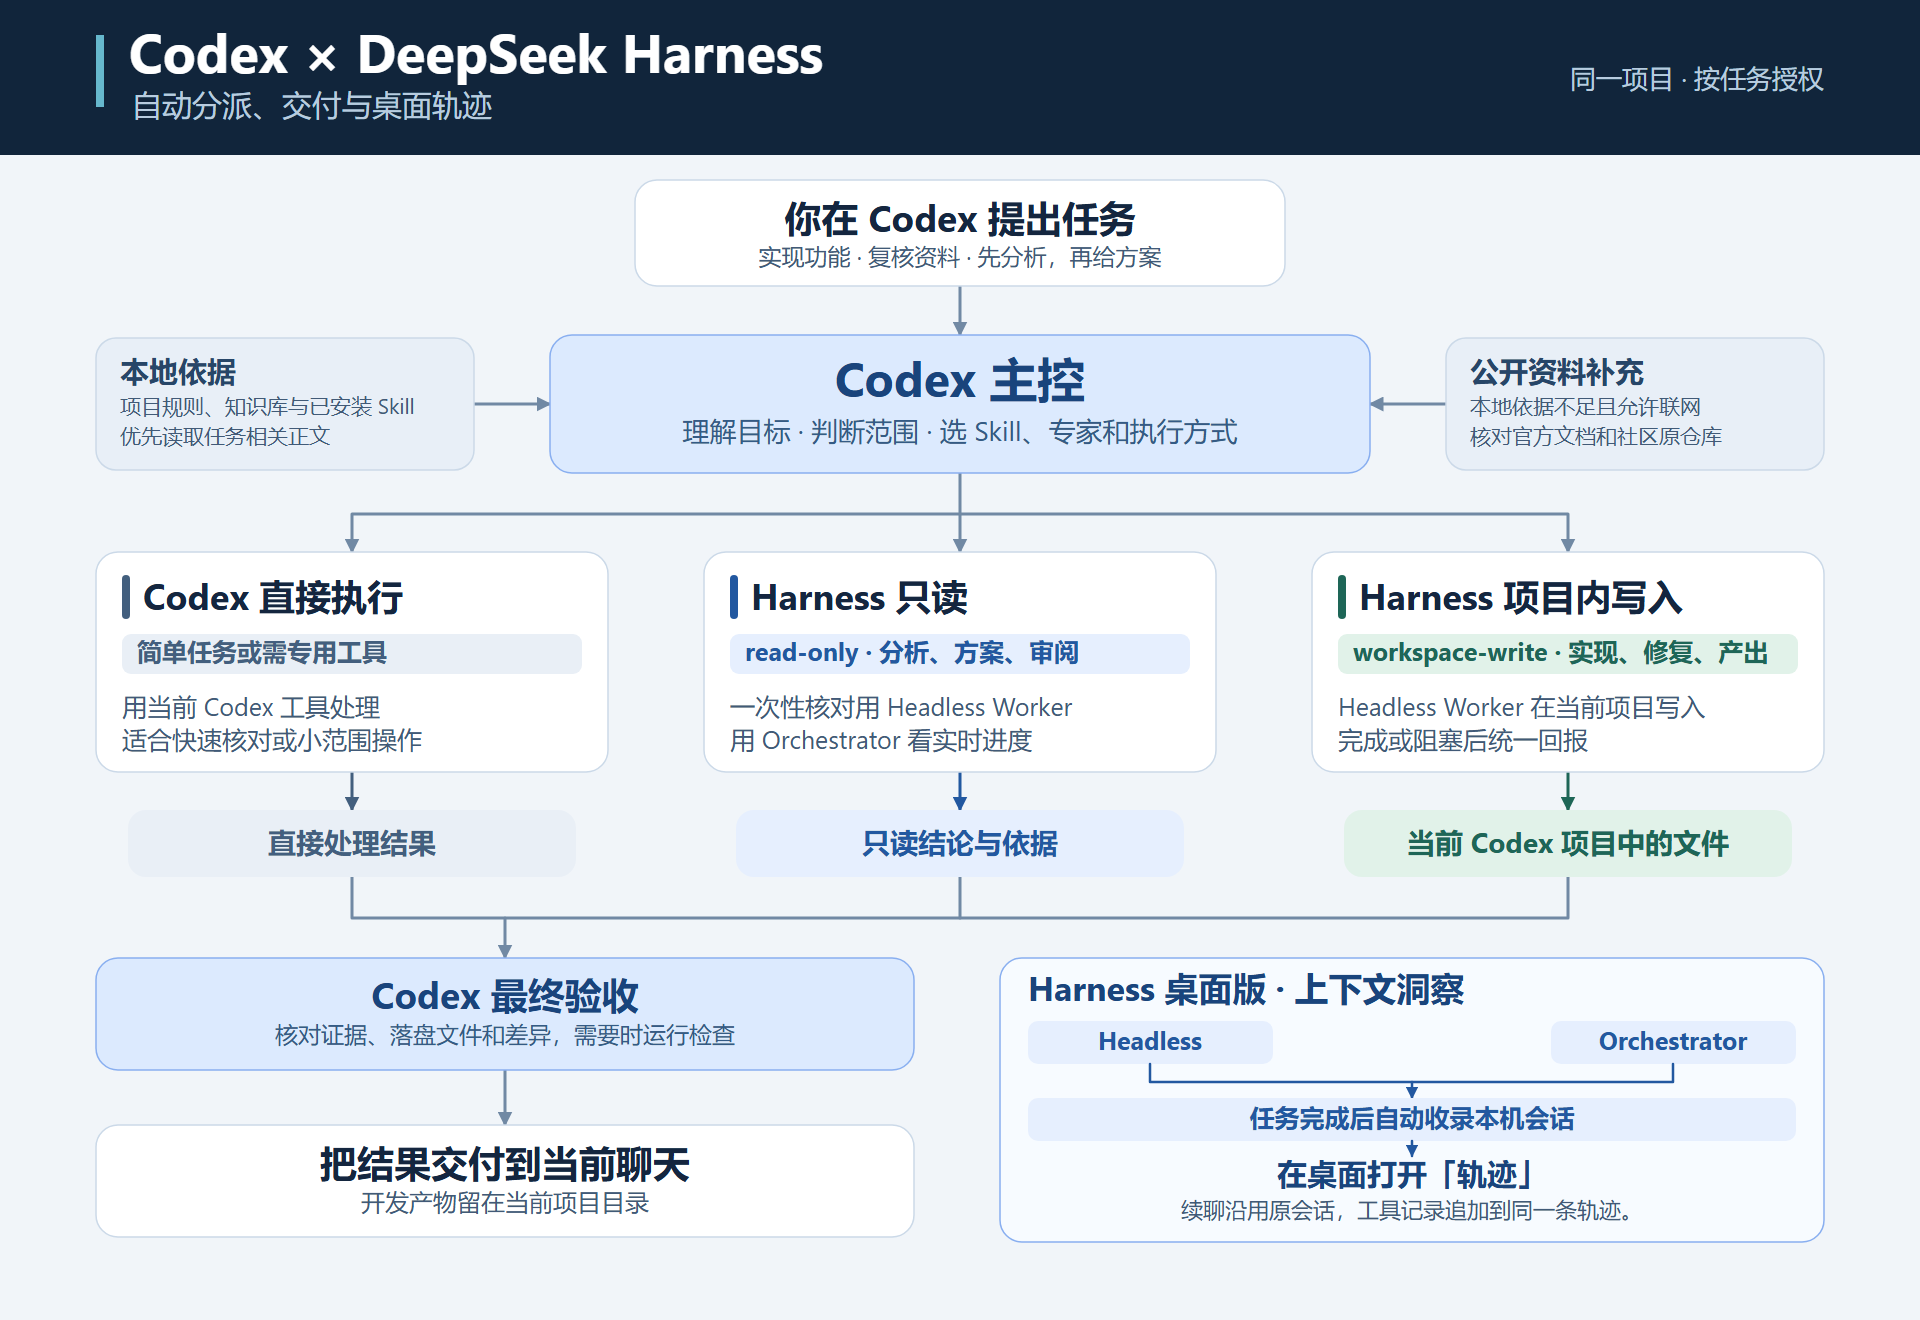 Codex × DeepSeek Harness
自动分派、交付与桌面轨迹
同一项目 · 按任务授权
你在 Codex 提出任务
实现功能 · 复核资料 · 先分析，再给方案
本地依据
项目规则、知识库与已安装 Skill
优先读取任务相关正文
Codex 主控
理解目标 · 判断范围 · 选 Skill、专家和执行方式
公开资料补充
本地依据不足且允许联网
核对官方文档和社区原仓库
Codex 直接执行
简单任务或需专用工具
用当前 Codex 工具处理
适合快速核对或小范围操作
Harness 只读
read-only · 分析、方案、审阅
一次性核对用 Headless Worker
用 Orchestrator 看实时进度
Harness 项目内写入
workspace-write · 实现、修复、产出
Headless Worker 在当前项目写入
完成或阻塞后统一回报
直接处理结果
只读结论与依据
当前 Codex 项目中的文件
Codex 最终验收
核对证据、落盘文件和差异，需要时运行检查
把结果交付到当前聊天
开发产物留在当前项目目录
Harness 桌面版 · 上下文洞察
Headless
Orchestrator
任务完成后自动收录本机会话
在桌面打开「轨迹」
续聊沿用原会话，工具记录追加到同一条轨迹。